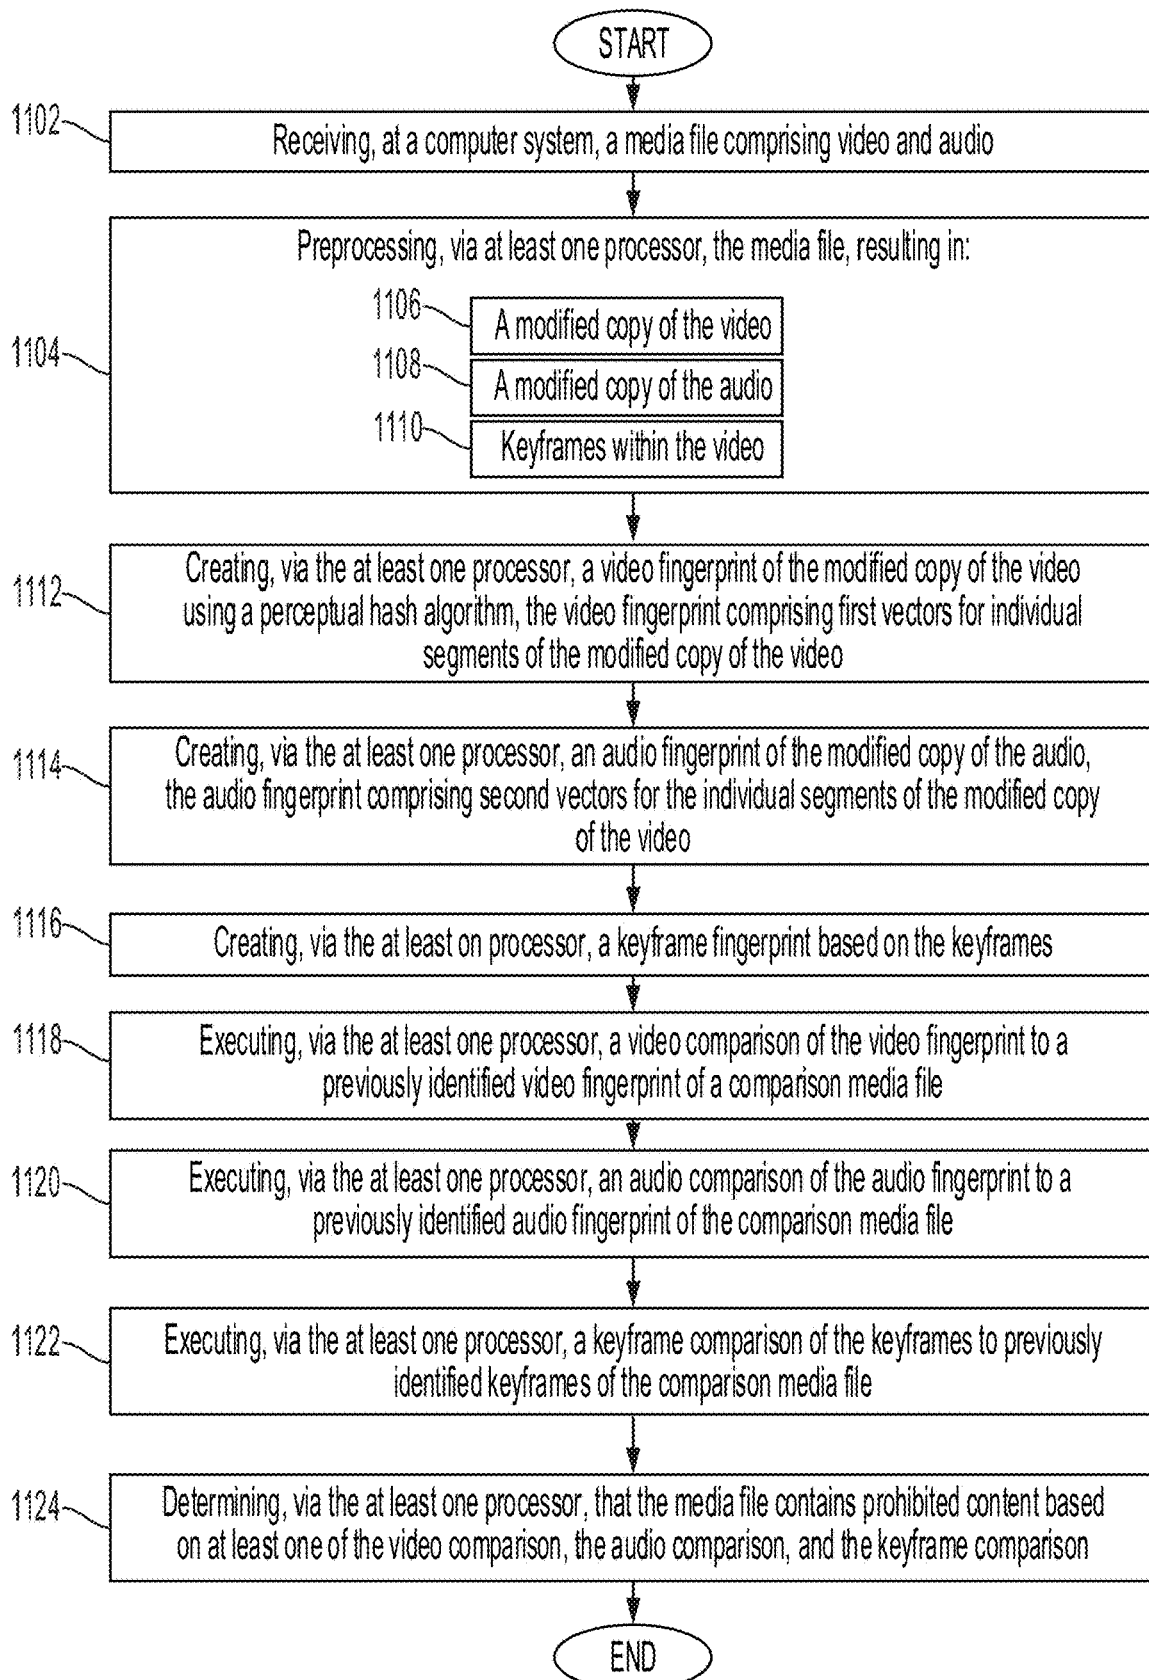 START
1102
Receiving, at a computer system, a media file comprising video and audio
Preprocessing, via at least one processor, the media file, resulting in:
1104
1106
A modified copy of the video
1108
A modified copy of the audio
1110
Keyframes within the video
1112
Creating, via the at least one processor, a video fingerprint of the modified copy of the video
using a perceptual hash algorithm, the video fingerprint comprising first vectors for individual
segments of the modified copy of the video
1114
Creating, via the at least one processor, an audio fingerprint of the modified copy of the audio,
the audio fingerprint comprising second vectors for the individual segments of the modified copy
of the video
1116
Creating, via the at least on processor, a keyframe fingerprint based on the keyframes
1118
Executing, via the at least one processor, a video comparison of the video fingerprint to a
previously identified video fingerprint of a comparison media file
1120
Executing, via the at least one processor, an audio comparison of the audio fingerprint to a
previously identified audio fingerprint of the comparison media file
1122
Executing, via the at least one processor, a keyframe comparison of the keyframes to previously
identified keyframes of the comparison media file
1124
Determining, via the at least one processor, that the media file contains prohibited content based
on at least one of the video comparison, the audio comparison, and the keyframe comparison
END